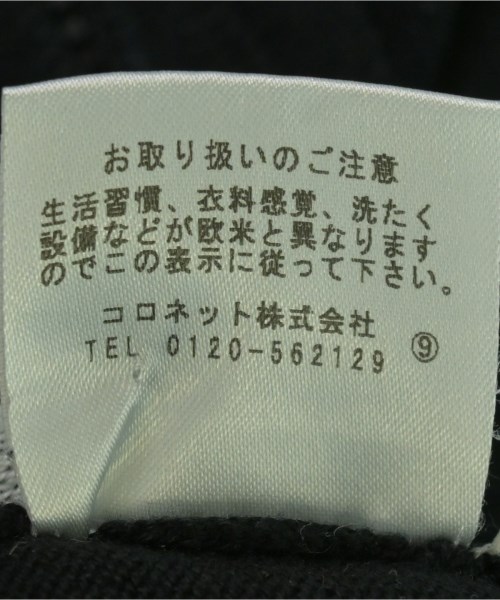 お取り扱いのご注意
生活習慣、衣料感覚、洗たく
設備などが欧米と異なります
のでこの表示に従って下さい。
コロネット株式会社
TEL 0120-562129 ⑨